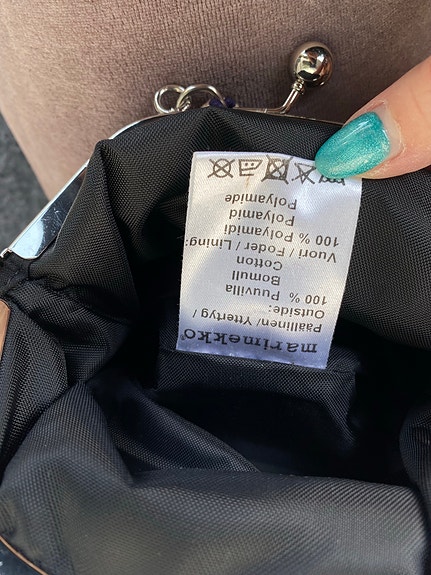 marimekko®
Päällinen/ Yttertyg /
Outside:
100 % Puuvilla
Bomull
Cotton
Vuori / Foder / Lining:
100 % Polyamidi
Polyamid
Polyamide